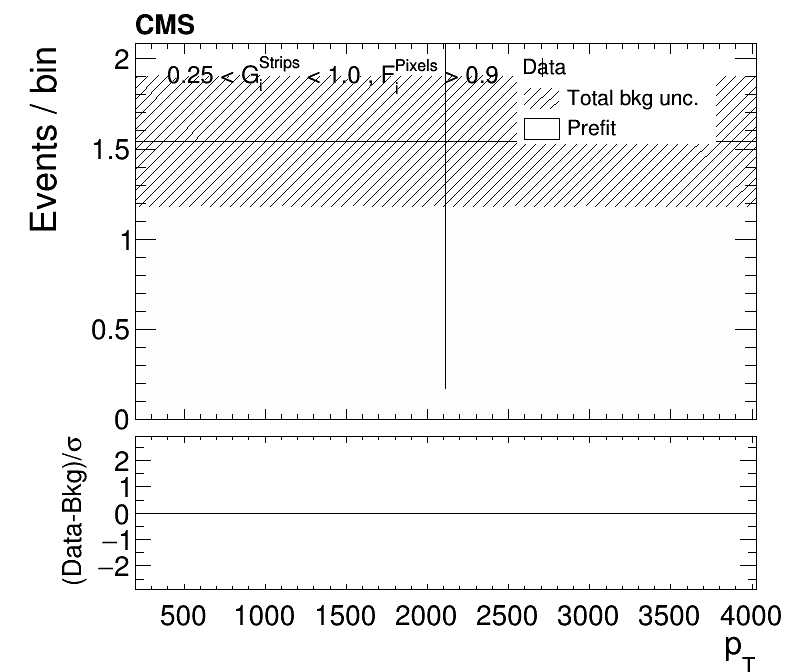 CMS
Events / bin
2
1.5
1
0.5
0
0.25 < G_i^Strips < 1.0 , F_i^Pixels > 0.9
Data
Total bkg unc.
Prefit
(Data-Bkg)/σ
2
1
0
−1
−2
500 1000 1500 2000 2500 3000 3500 4000
p_T